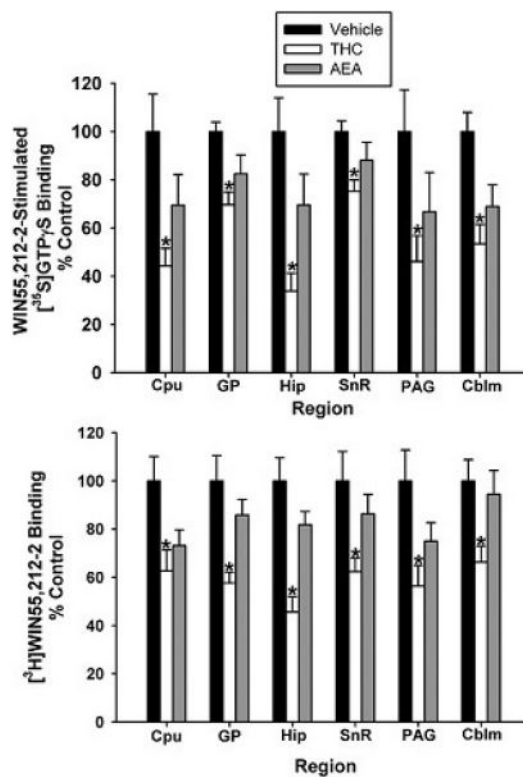 Vehicle
THC
AEA
WIN55,212-2-Stimulated
[³⁵S]GTPγS Binding
% Control
120
100
80
60
40
20
0
* * * * * *
Cpu GP Hip SnR PAG Cblm
Region
[³H]WIN55,212-2 Binding
% Control
120
100
80
60
40
20
0
* * * * * *
Cpu GP Hip SnR PAG Cblm
Region